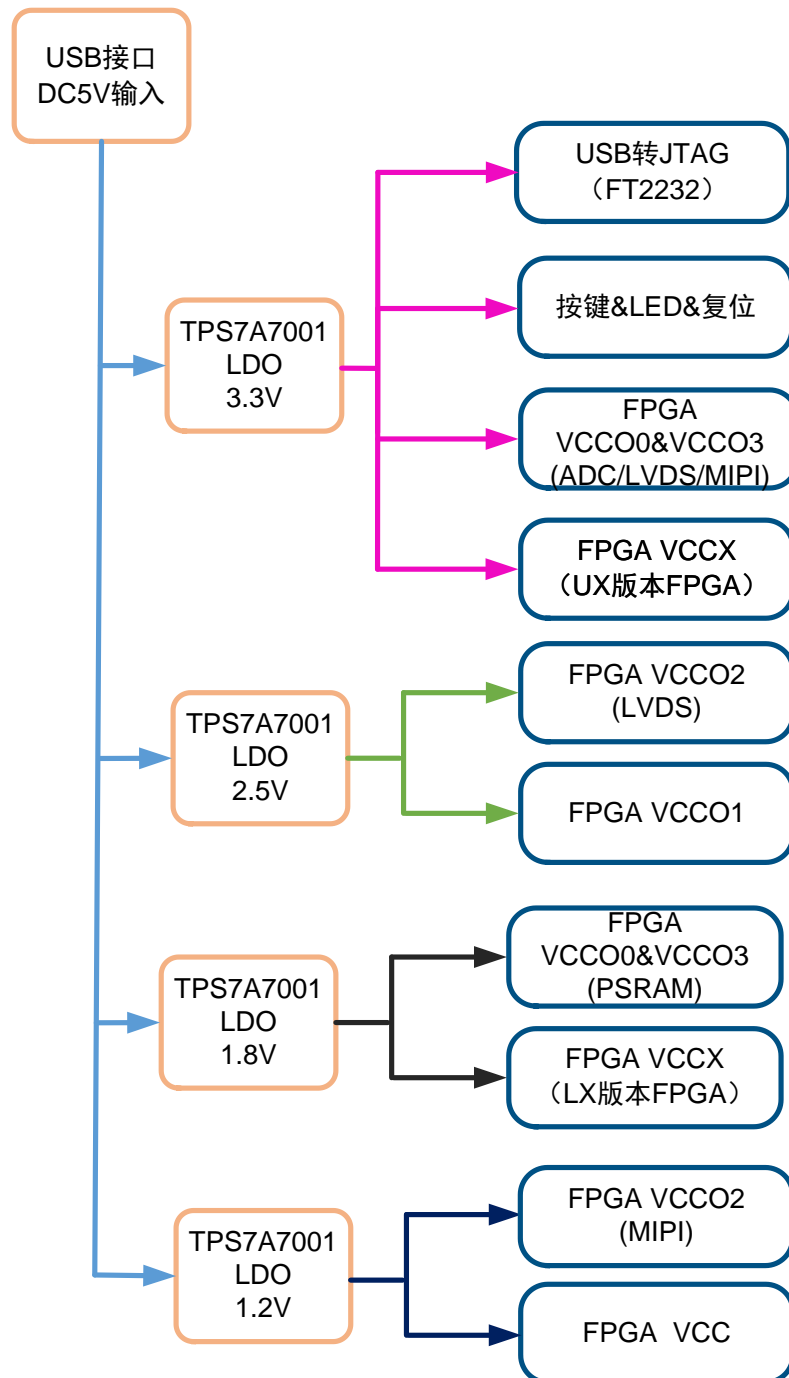 USB接口
DC5V输入
USB转JTAG
（FT2232）
按键&LED&复位
TPS7A7001
LDO
3.3V
FPGA
VCCO0&VCCO3
(ADC/LVDS/MIPI)
FPGA VCCX
（UX版本FPGA）
FPGA VCCO2
(LVDS)
TPS7A7001
LDO
2.5V
FPGA VCCO1
FPGA
VCCO0&VCCO3
(PSRAM)
TPS7A7001
LDO
1.8V
FPGA VCCX
（LX版本FPGA）
FPGA VCCO2
(MIPI)
TPS7A7001
LDO
1.2V
FPGA VCC